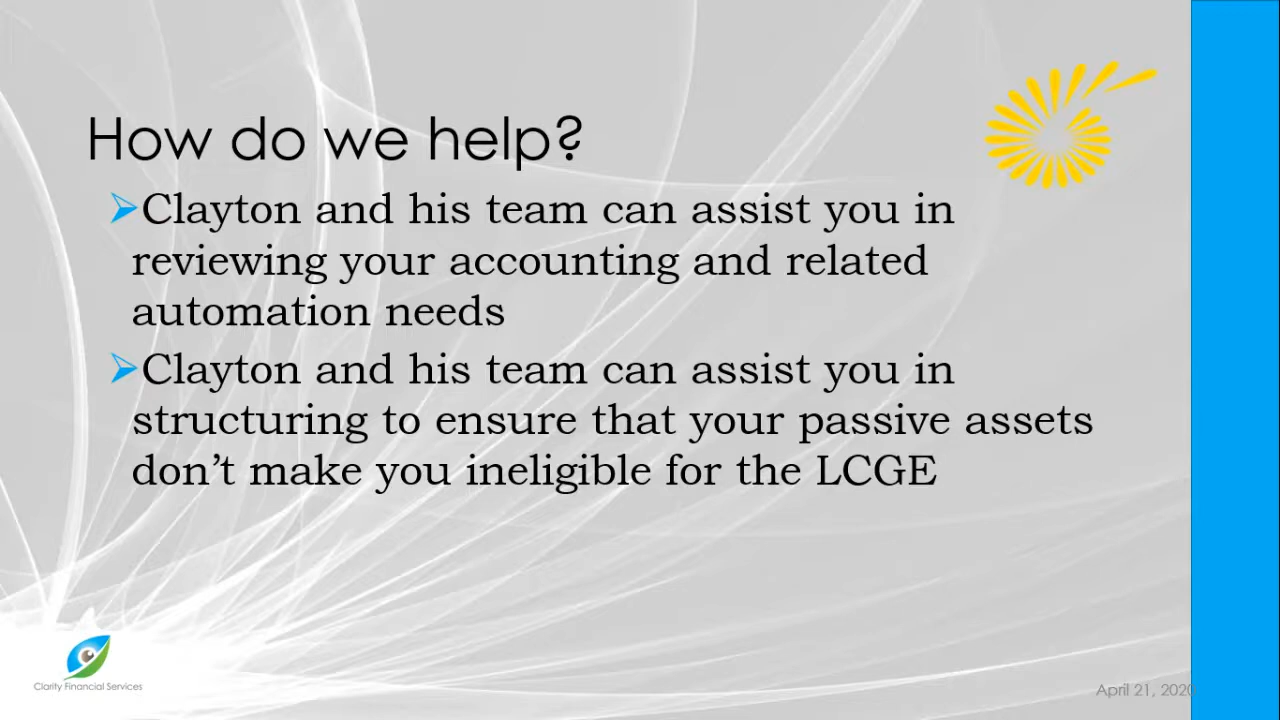 How do we help?
Clayton and his team can assist you in
reviewing your accounting and related
automation needs
Clayton and his team can assist you in
structuring to ensure that your passive assets
don’t make you ineligible for the LCGE
Clarity Financial Services
April 21, 2020